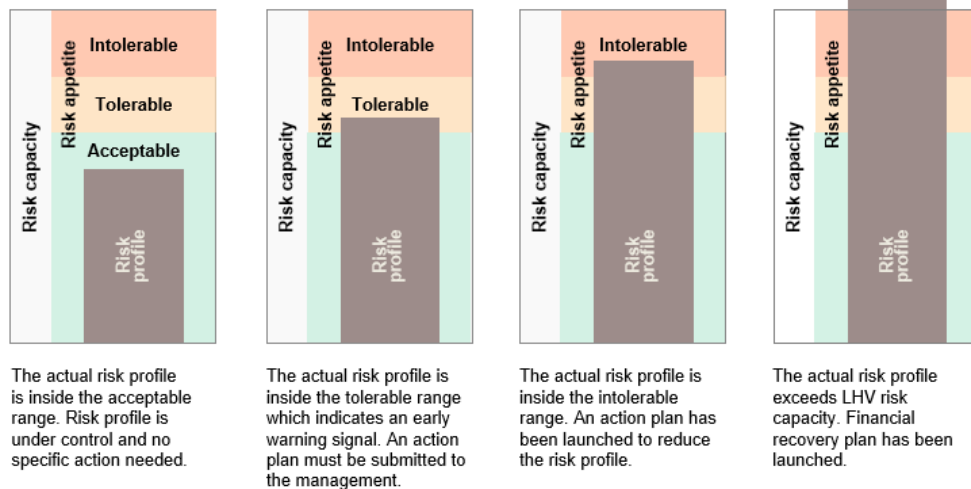 Risk capacity
Risk appetite
Intolerable
Tolerable
Acceptable
Risk
profile
The actual risk profile
is inside the acceptable
range. Risk profile is
under control and no
specific action needed.
Risk capacity
Risk appetite
Intolerable
Tolerable
Risk
profile
The actual risk profile is
inside the tolerable range
which indicates an early
warning signal. An action
plan must be submitted to
the management.
Risk capacity
Risk appetite
Intolerable
Risk
profile
The actual risk profile is
inside the intolerable
range. An action plan has
been launched to reduce
the risk profile.
Risk capacity
Risk appetite
Risk
profile
The actual risk profile
exceeds LHV risk
capacity. Financial
recovery plan has been
launched.